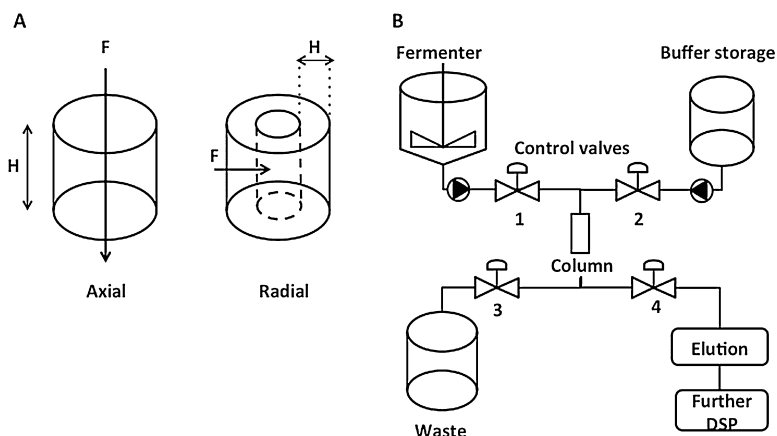 A
F
H
Axial
H
F
Radial
B
Fermenter
Buffer storage
Control valves
1
2
Column
3
4
Waste
Elution
Further
DSP